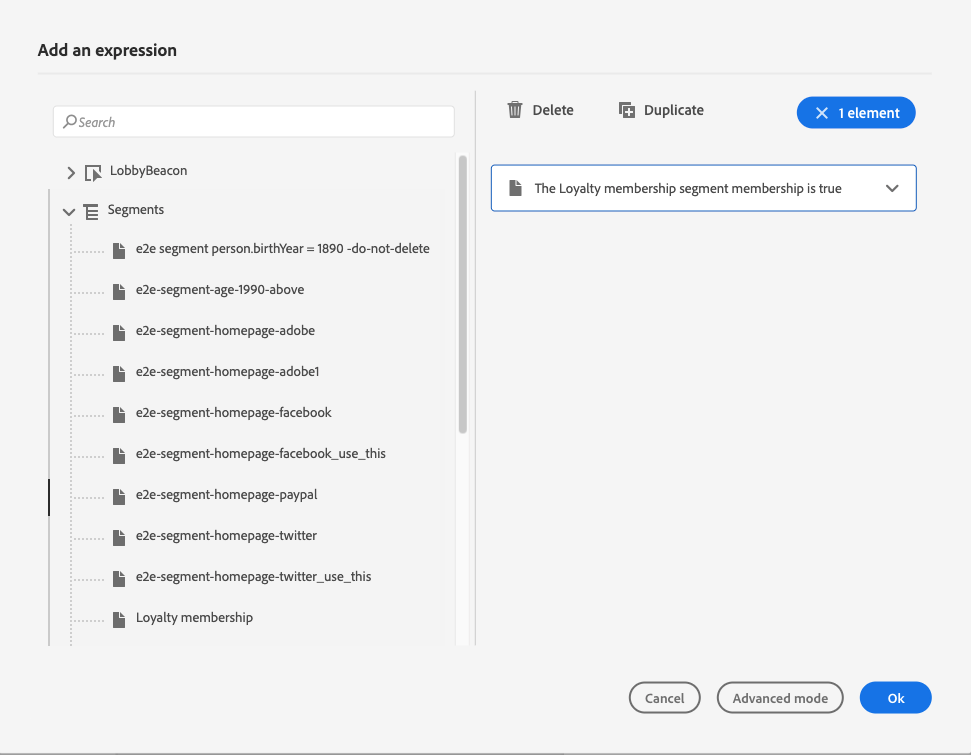 Add an expression
Search
LobbyBeacon
Segments
e2e segment person.birthYear = 1890 -do-not-delete
e2e-segment-age-1990-above
e2e-segment-homepage-adobe
e2e-segment-homepage-adobe1
e2e-segment-homepage-facebook
e2e-segment-homepage-facebook_use_this
e2e-segment-homepage-paypal
e2e-segment-homepage-twitter
e2e-segment-homepage-twitter_use_this
Loyalty membership
Delete
Duplicate
1 element
The Loyalty membership segment membership is true
Cancel
Advanced mode
Ok